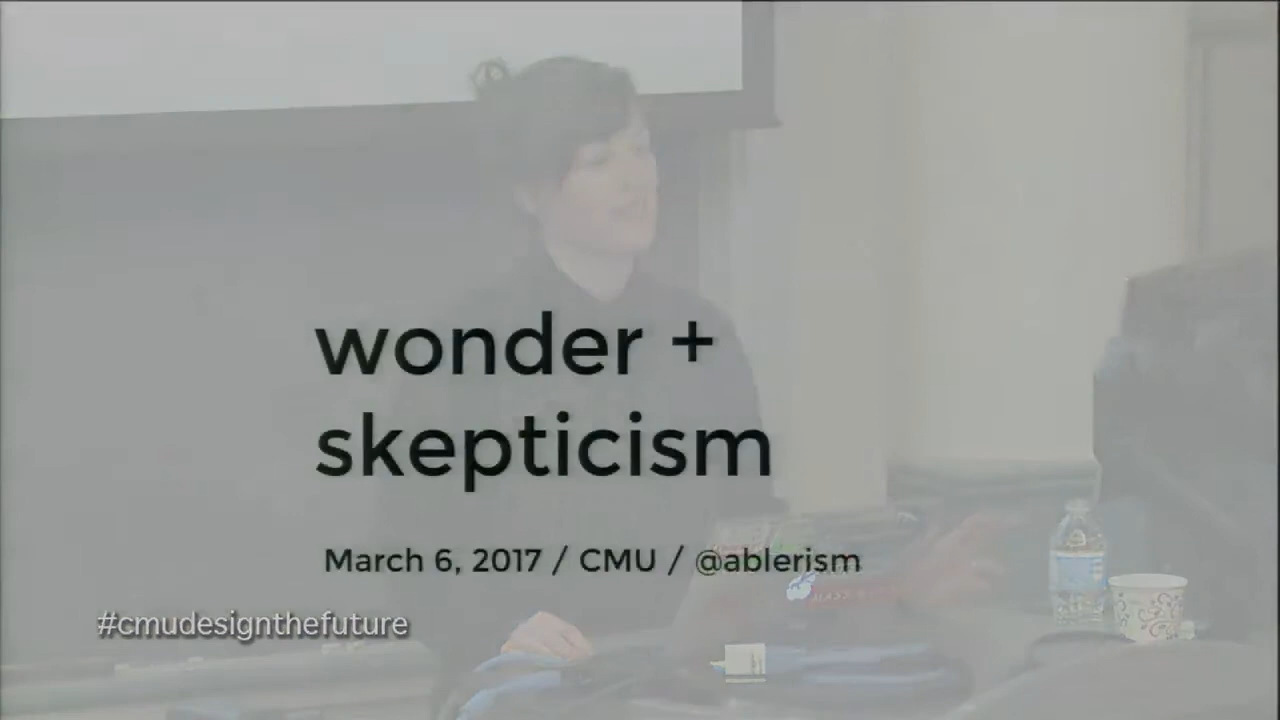 wonder +
skepticism
March 6, 2017 / CMU / @ablerism
#cmudesignthefuture